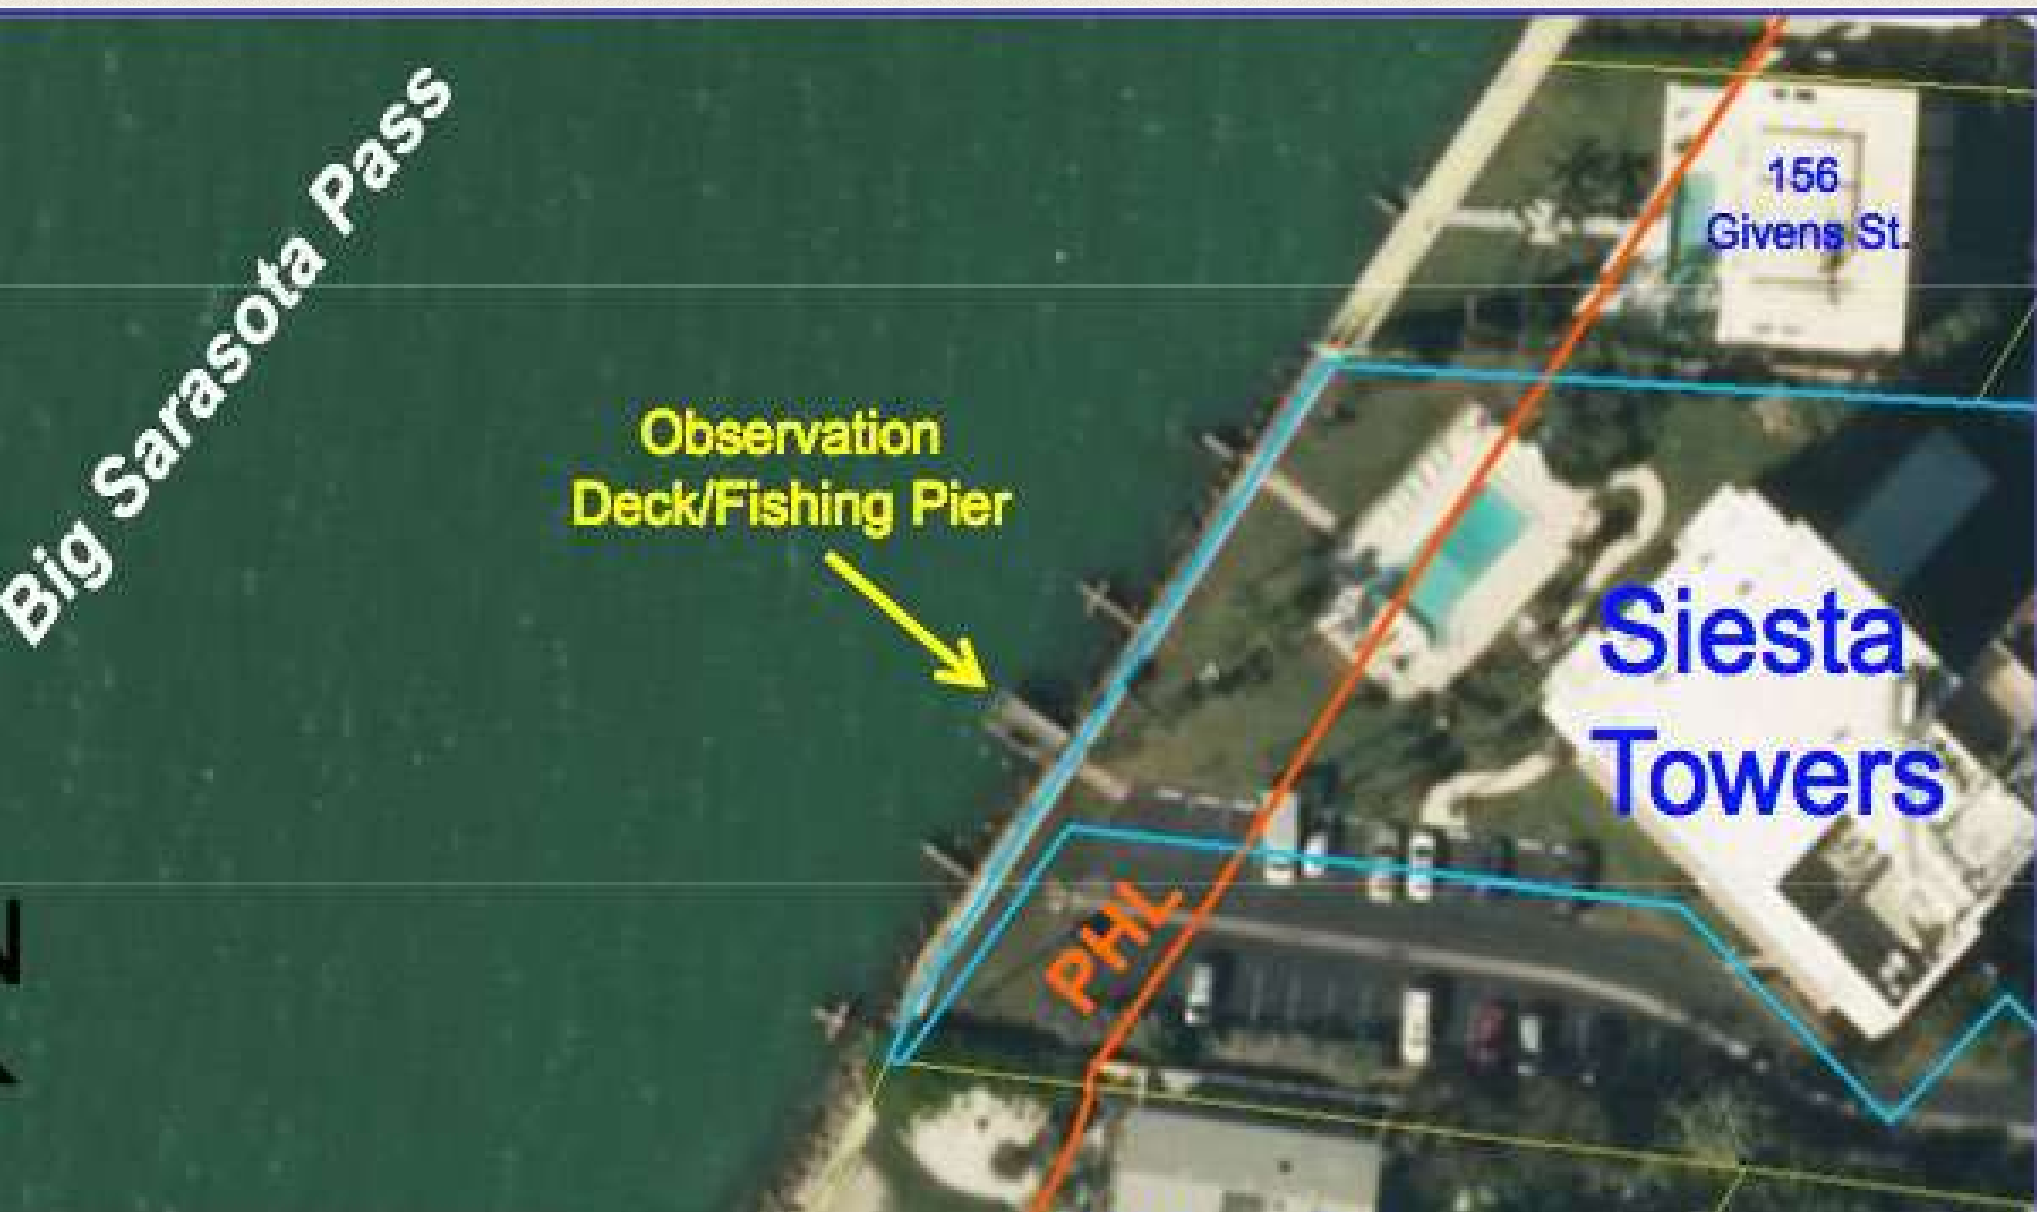 Big Sarasota Pass
156
Givens St.
Observation
Deck/Fishing Pier
Siesta
Towers
PHL
N